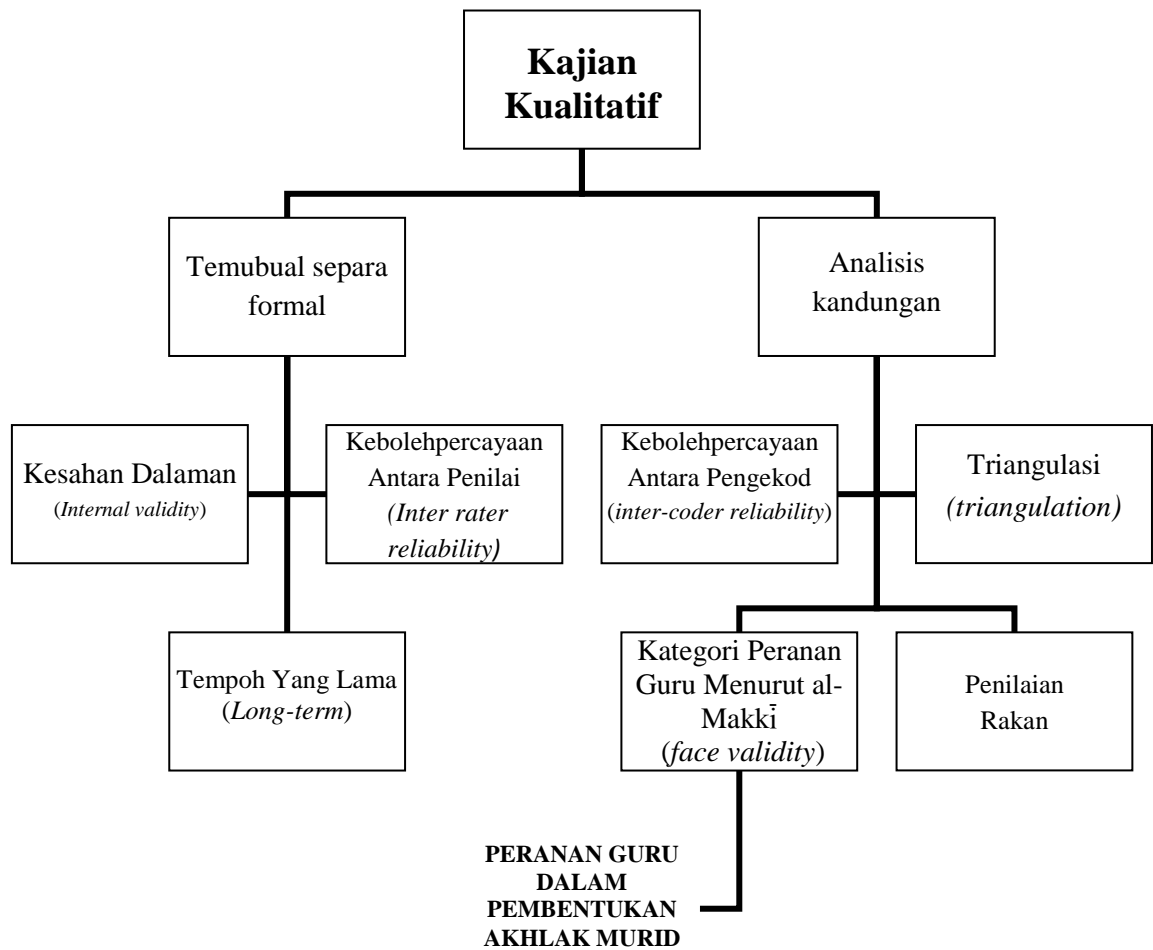 Kajian
Kualitatif
Temubual separa
formal
Analisis
kandungan
Kesahan Dalaman
(Internal validity)
Kebolehpercayaan
Antara Penilai
(Inter rater
reliability)
Kebolehpercayaan
Antara Pengekod
(inter-coder reliability)
Triangulasi
(triangulation)
Tempoh Yang Lama
(Long-term)
Kategori Peranan
Guru Menurut al-
Makkī
(face validity)
Penilaian
Rakan
PERANAN GURU
DALAM
PEMBENTUKAN
AKHLAK MURID